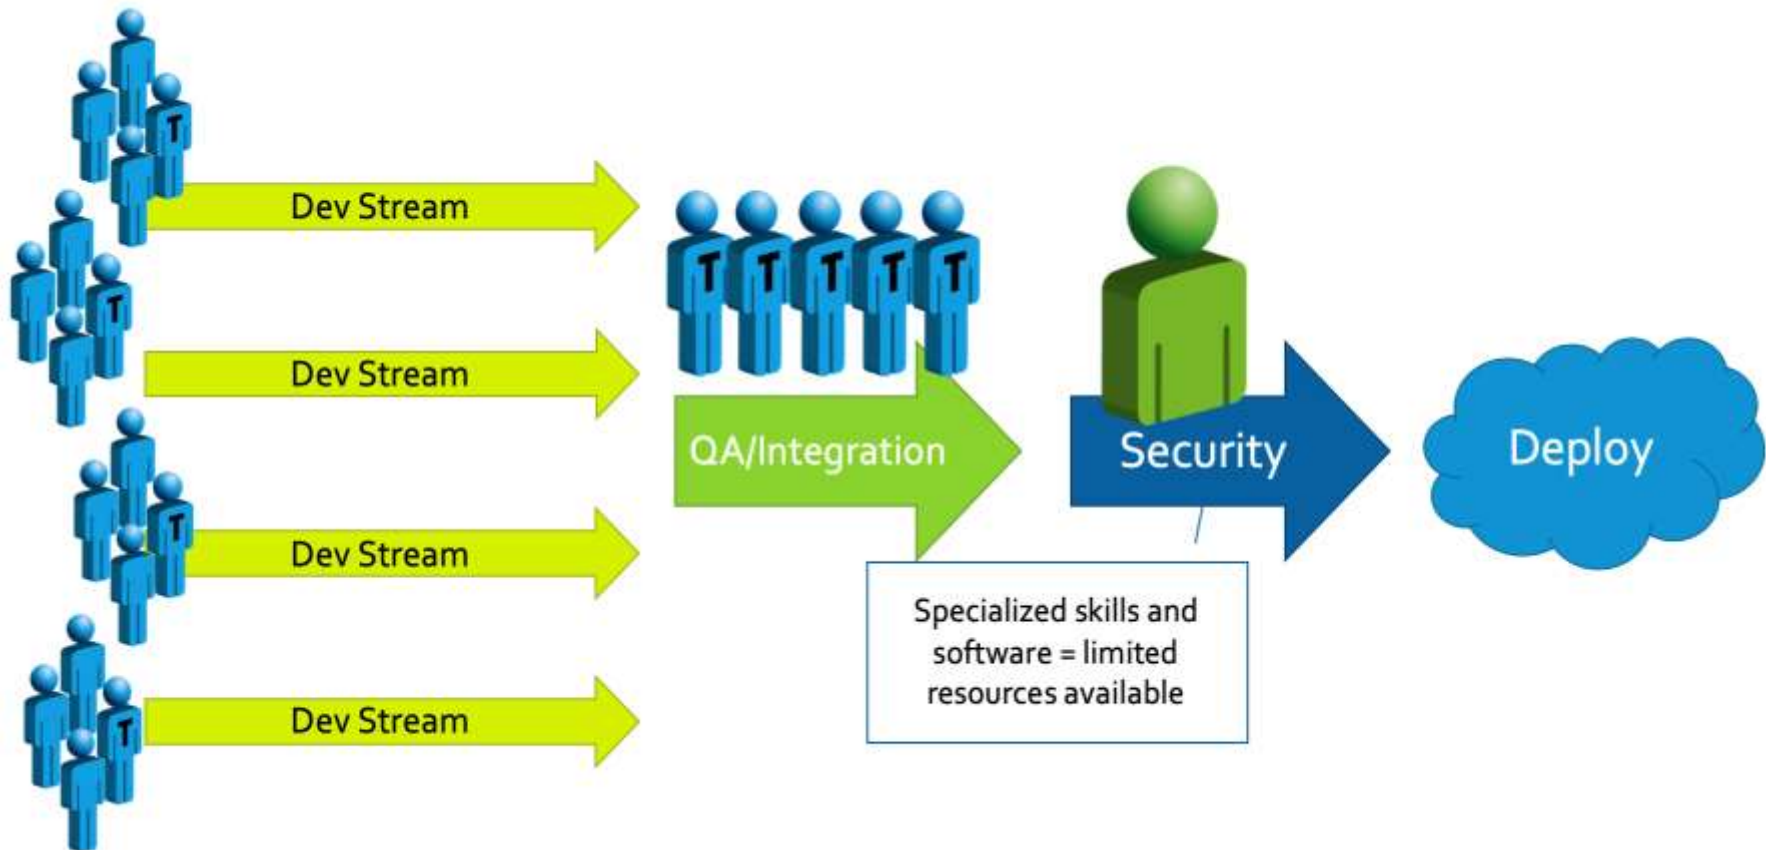 T
Dev Stream
T
Dev Stream
T
Dev Stream
T
Dev Stream
T T T T T
QA/Integration
Security
Specialized skills and
software = limited
resources available
Deploy